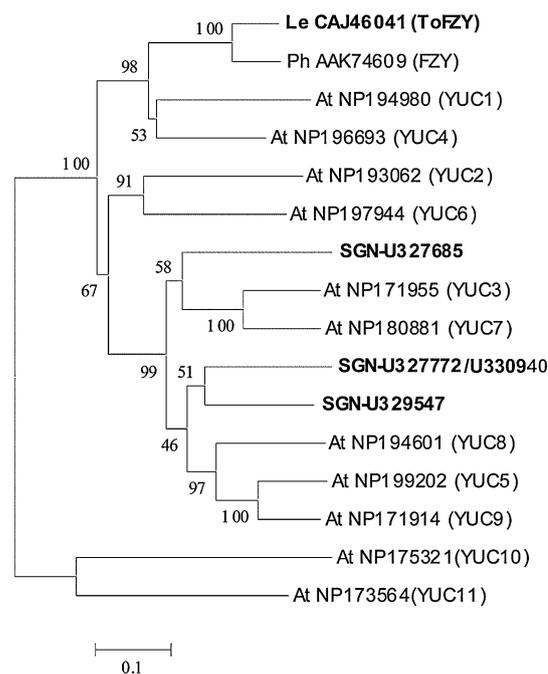 100
Le CAJ46041 (ToFZY)
Ph AAK74609 (FZY)
98
At NP194980 (YUC1)
53
At NP196693 (YUC4)
100
91
At NP193062 (YUC2)
At NP197944 (YUC6)
67
58
SGN-U327685
At NP171955 (YUC3)
100
At NP180881 (YUC7)
99
51
SGN-U327772/U330940
SGN-U329547
46
At NP194601 (YUC8)
97
At NP199202 (YUC5)
100
At NP171914 (YUC9)
At NP175321(YUC10)
At NP173564(YUC11)
0.1